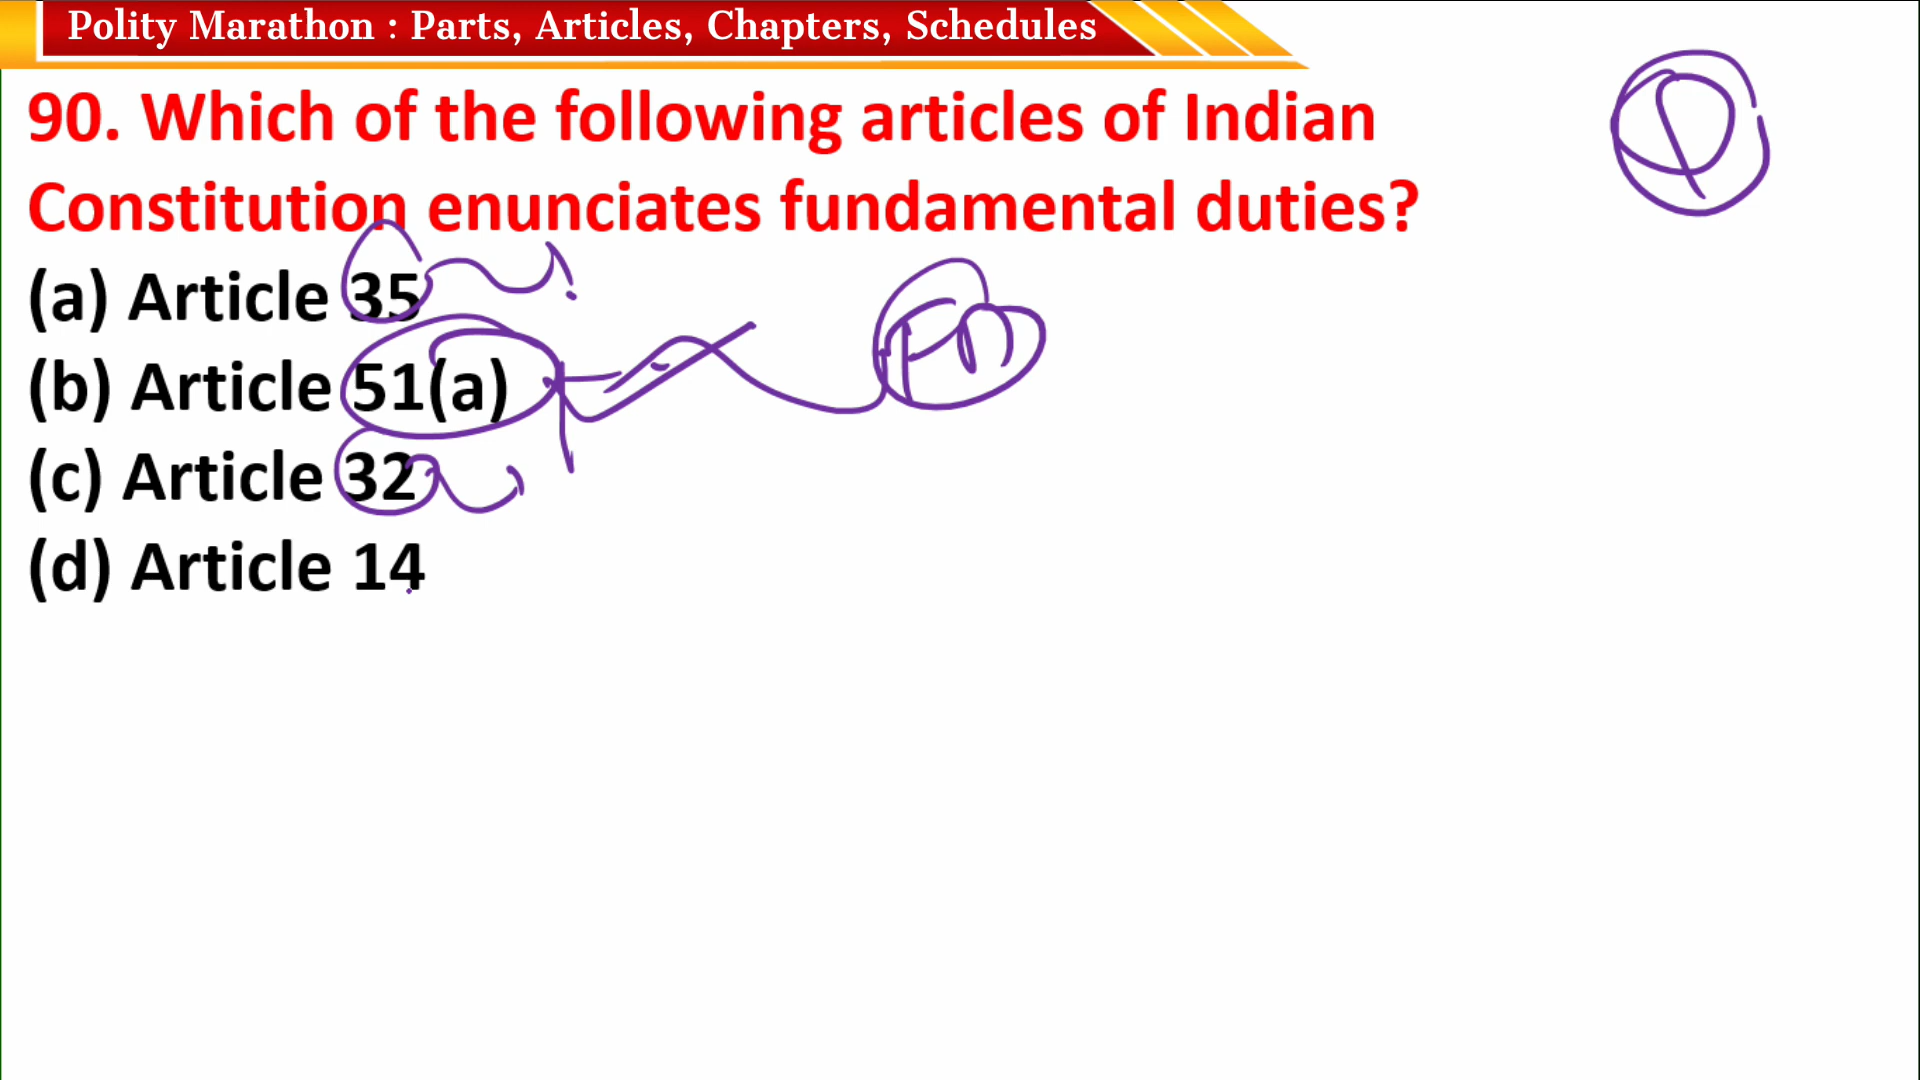 Polity Marathon : Parts, Articles, Chapters, Schedules
90. Which of the following articles of Indian
Constitution enunciates fundamental duties?
(a) Article 35
(b) Article 51(a)
(c) Article 32
(d) Article 14